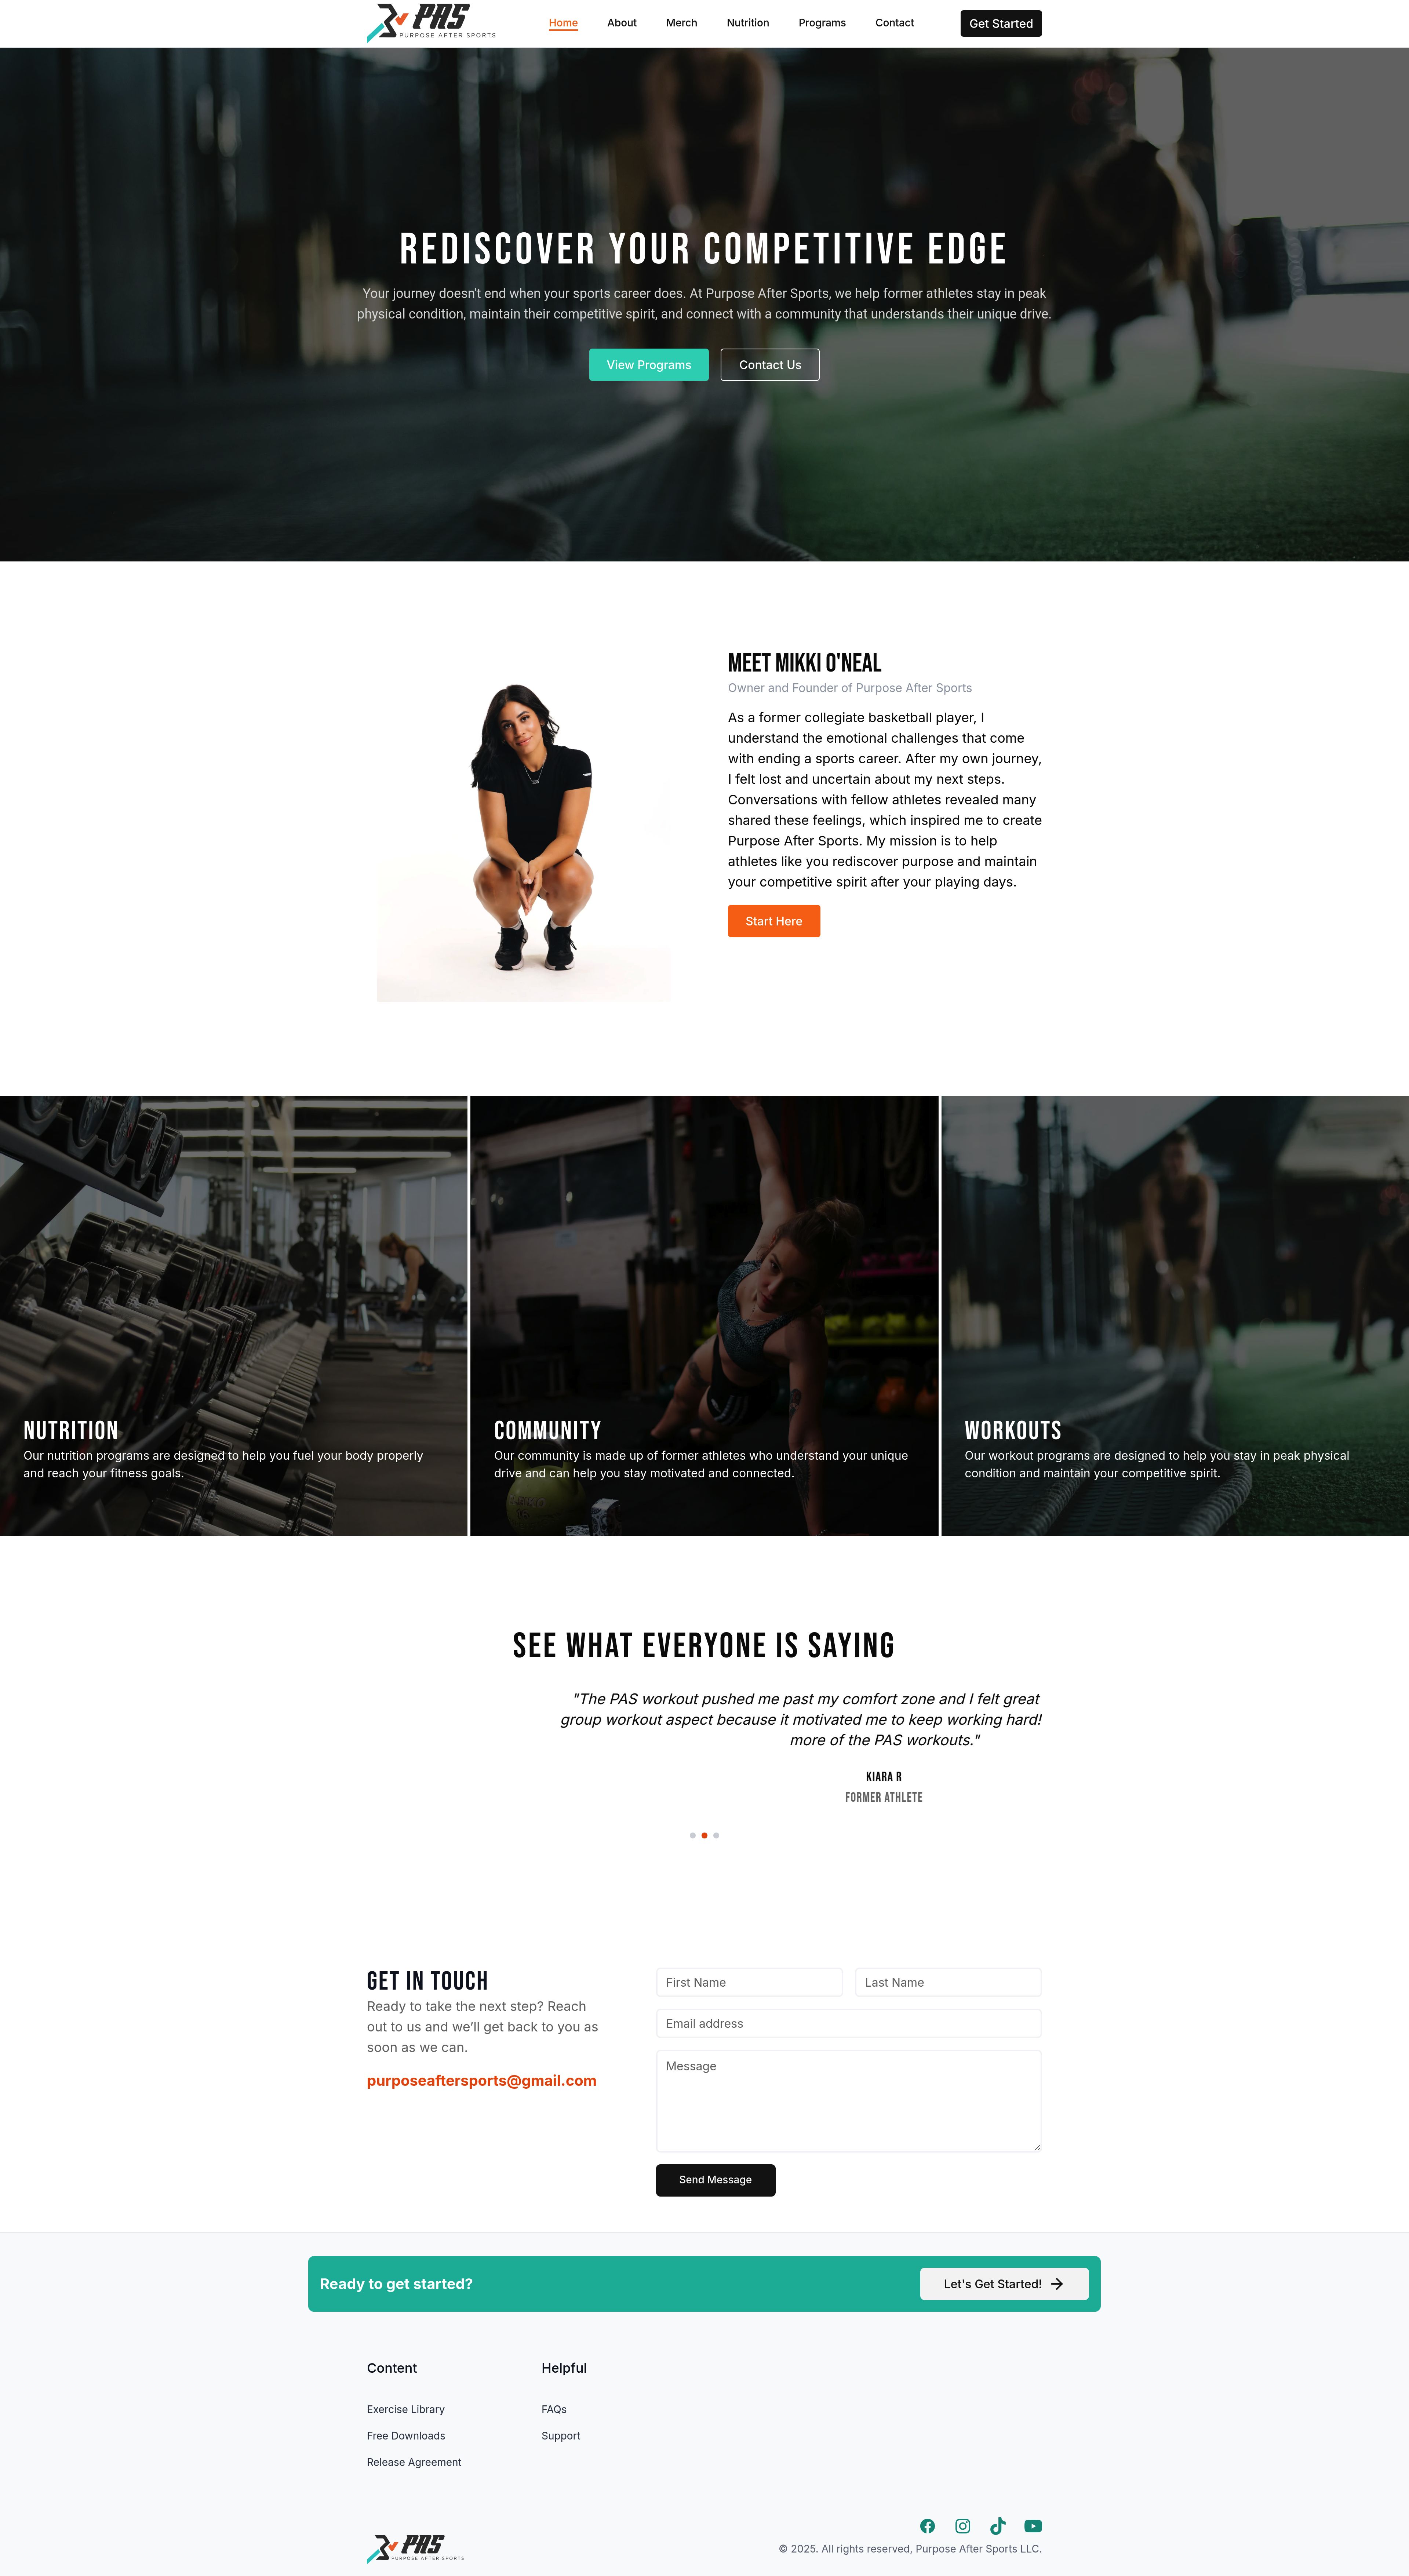 PAS
PURPOSE AFTER SPORTS
Home About Merch Nutrition Programs Contact Get Started
REDISCOVER YOUR COMPETITIVE EDGE
Your journey doesn't end when your sports career does. At Purpose After Sports, we help former athletes stay in peak
physical condition, maintain their competitive spirit, and connect with a community that understands their unique drive.
View Programs Contact Us
MEET MIKKI O'NEAL
Owner and Founder of Purpose After Sports
As a former collegiate basketball player, I
understand the emotional challenges that come
with ending a sports career. After my own journey,
I felt lost and uncertain about my next steps.
Conversations with fellow athletes revealed many
shared these feelings, which inspired me to create
Purpose After Sports. My mission is to help
athletes like you rediscover purpose and maintain
your competitive spirit after your playing days.
Start Here
NUTRITION
Our nutrition programs are designed to help you fuel your body properly
and reach your fitness goals.
COMMUNITY
Our community is made up of former athletes who understand your unique
drive and can help you stay motivated and connected.
WORKOUTS
Our workout programs are designed to help you stay in peak physical
condition and maintain your competitive spirit.
SEE WHAT EVERYONE IS SAYING
"The PAS workout pushed me past my comfort zone and I felt great
group workout aspect because it motivated me to keep working hard!
more of the PAS workouts."
KIARA R
FORMER ATHLETE
GET IN TOUCH
Ready to take the next step? Reach
out to us and we'll get back to you as
soon as we can.
purposeaftersports@gmail.com
First Name Last Name
Email address
Message
Send Message
Ready to get started?
Let's Get Started!
Content
Exercise Library
Free Downloads
Release Agreement
Helpful
FAQs
Support
PAS
PURPOSE AFTER SPORTS
© 2025. All rights reserved, Purpose After Sports LLC.